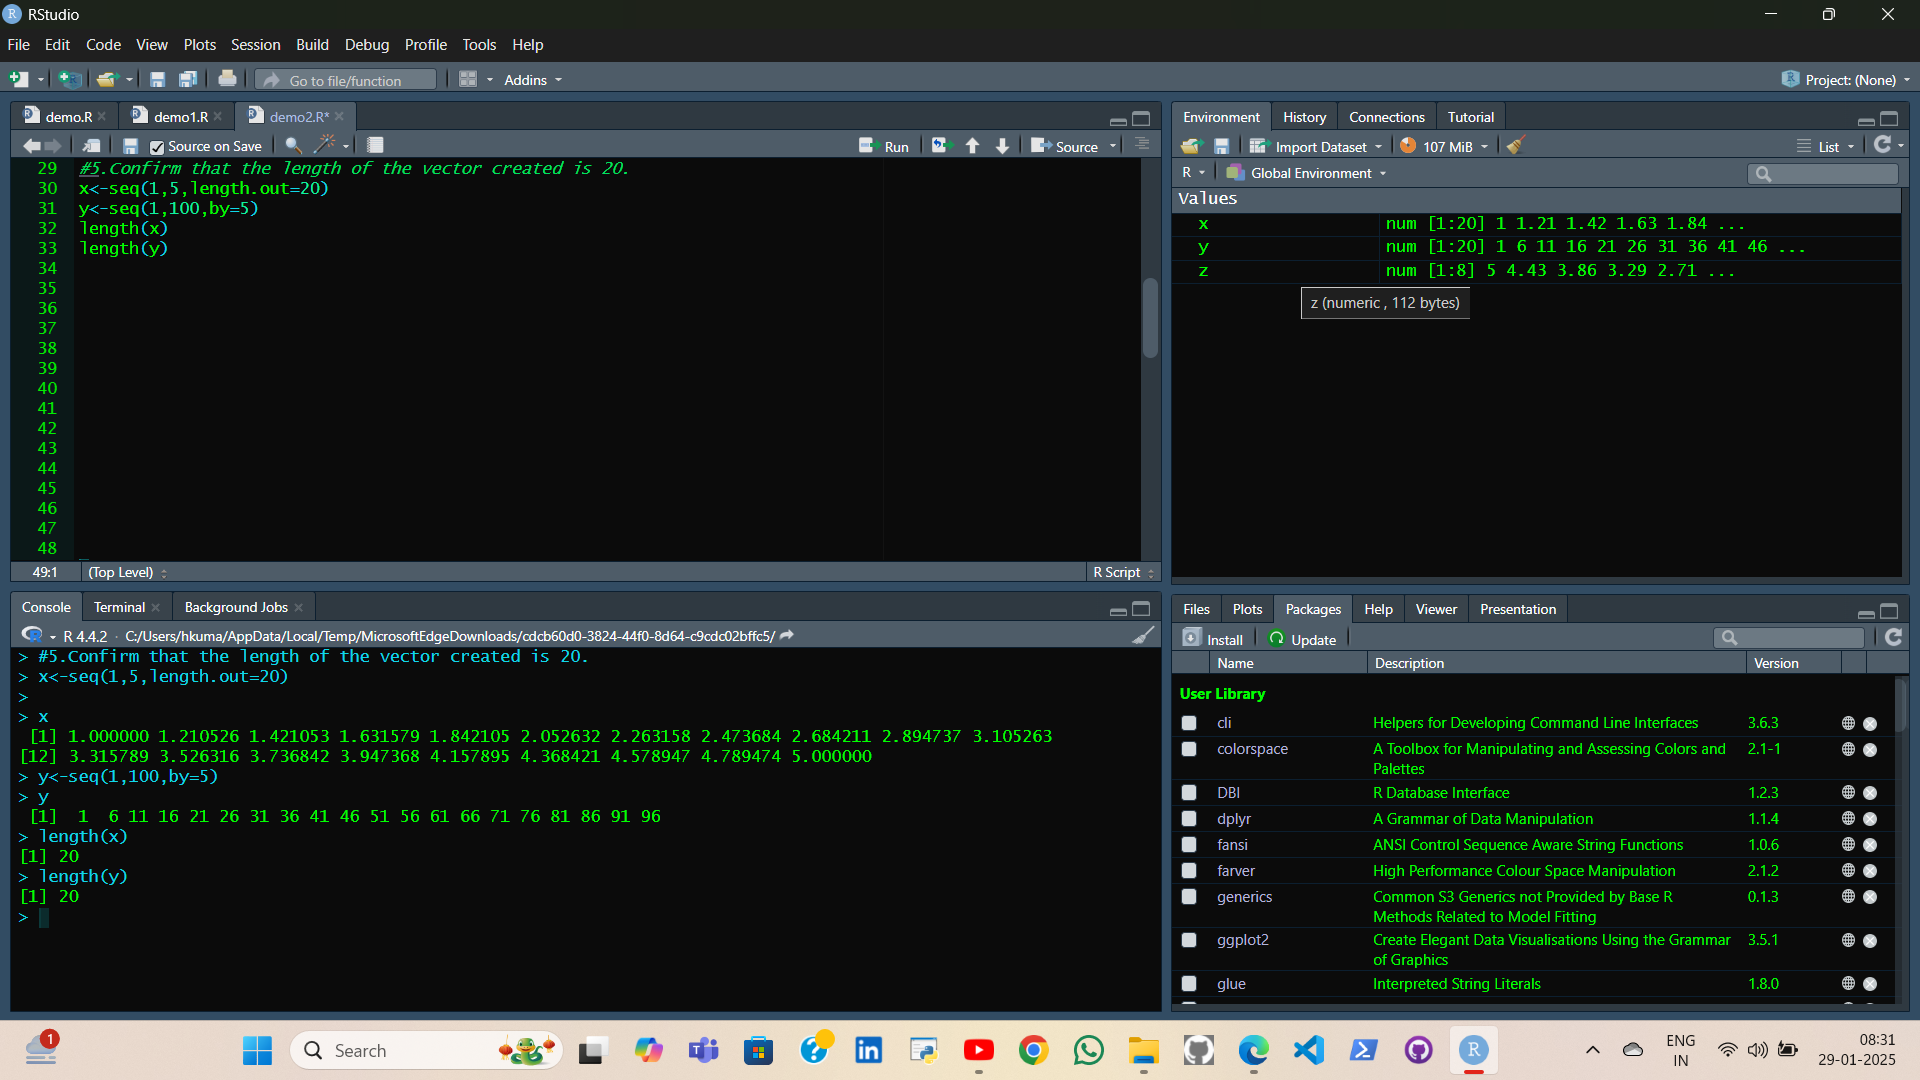 RStudio
File Edit Code View Plots Session Build Debug Profile Tools Help
Go to file/function Addins Project: (None)
demo.R demo1.R demo2.R*
Source on Save Run Source
29 #5.Confirm that the length of the vector created is 20.
30 x<-seq(1,5,length.out=20)
31 y<-seq(1,100,by=5)
32 length(x)
33 length(y)
34
35
36
37
38
39
40
41
42
43
44
45
46
47
48
49:1 (Top Level) R Script
Console Terminal Background Jobs
R 4.4.2 · C:/Users/hkuma/AppData/Local/Temp/MicrosoftEdgeDownloads/cdcb60d0-3824-44f0-8d64-c9cdc02bffc5/
> #5.Confirm that the length of the vector created is 20.
> x<-seq(1,5,length.out=20)
>
> x
[1] 1.000000 1.210526 1.421053 1.631579 1.842105 2.052632 2.263158 2.473684 2.684211 2.894737 3.105263
[12] 3.315789 3.526316 3.736842 3.947368 4.157895 4.368421 4.578947 4.789474 5.000000
> y<-seq(1,100,by=5)
> y
[1] 1 6 11 16 21 26 31 36 41 46 51 56 61 66 71 76 81 86 91 96
> length(x)
[1] 20
> length(y)
[1] 20
>
Environment History Connections Tutorial
Import Dataset 107 MiB List
R Global Environment
Values
x num [1:20] 1 1.21 1.42 1.63 1.84 ...
y num [1:20] 1 6 11 16 21 26 31 36 41 46 ...
z num [1:8] 5 4.43 3.86 3.29 2.71 ...
z (numeric , 112 bytes)
Files Plots Packages Help Viewer Presentation
Install Update
Name Description Version
User Library
cli Helpers for Developing Command Line Interfaces 3.6.3
colorspace A Toolbox for Manipulating and Assessing Colors and 2.1-1
Palettes
DBI R Database Interface 1.2.3
dplyr A Grammar of Data Manipulation 1.1.4
fansi ANSI Control Sequence Aware String Functions 1.0.6
farver High Performance Colour Space Manipulation 2.1.2
generics Common S3 Generics not Provided by Base R 0.1.3
Methods Related to Model Fitting
ggplot2 Create Elegant Data Visualisations Using the Grammar 3.5.1
of Graphics
glue Interpreted String Literals 1.8.0
1 Search ENG 08:31
IN 29-01-2025